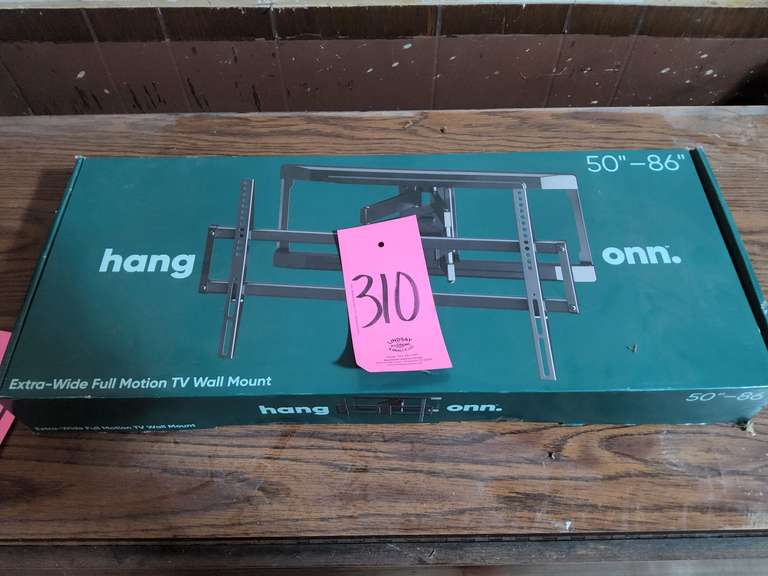 50"–86"
hang
onn.
310
LINDSAY
Extra-Wide Full Motion TV Wall Mount
hang
onn.
50"–86
Extra-Wide Full Motion TV Wall Mount